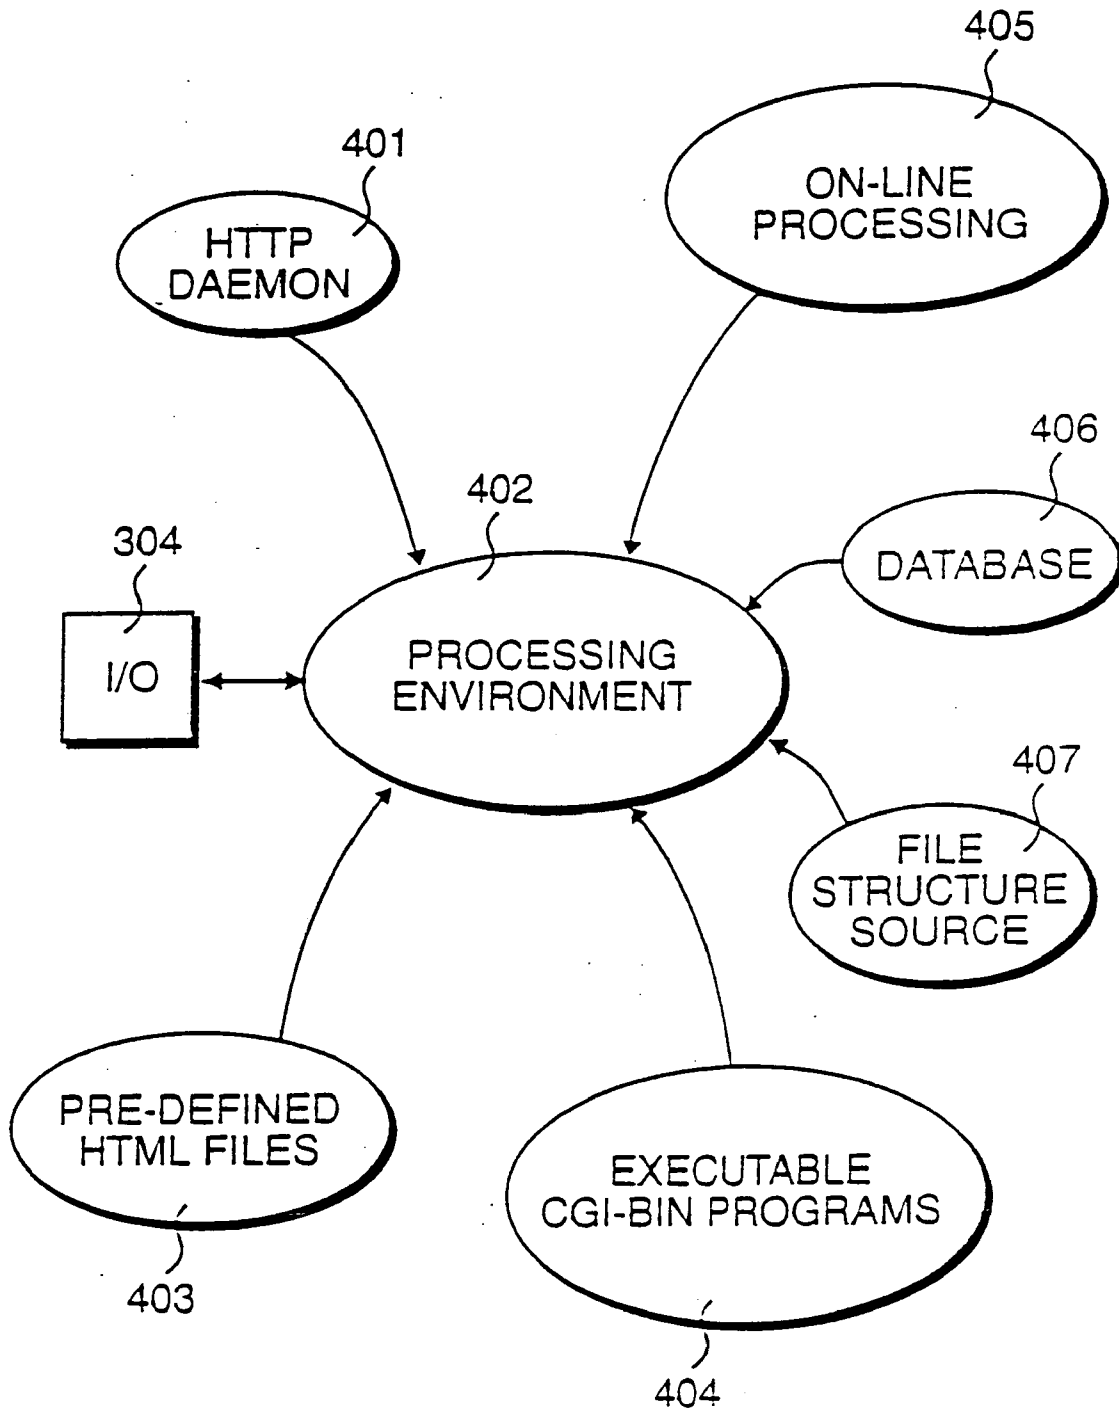 405
401
ON-LINE
PROCESSING
HTTP
DAEMON
406
402
304
DATABASE
I/O
PROCESSING
ENVIRONMENT
407
FILE
STRUCTURE
SOURCE
PRE-DEFINED
HTML FILES
EXECUTABLE
CGI-BIN PROGRAMS
403
404